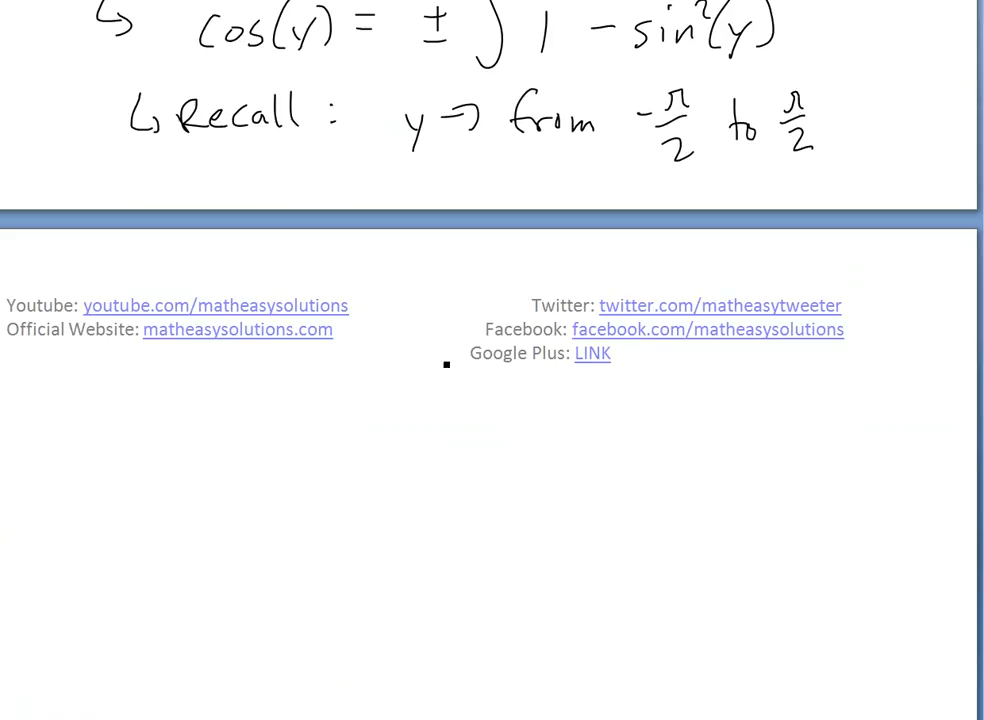 ↳ cos(y) = ± √ 1 - sin²(y)
↳ Recall : y → from -π/2 to π/2
Youtube: youtube.com/matheasysolutions
Official Website: matheasysolutions.com
Twitter: twitter.com/matheasytweeter
Facebook: facebook.com/matheasysolutions
Google Plus: LINK